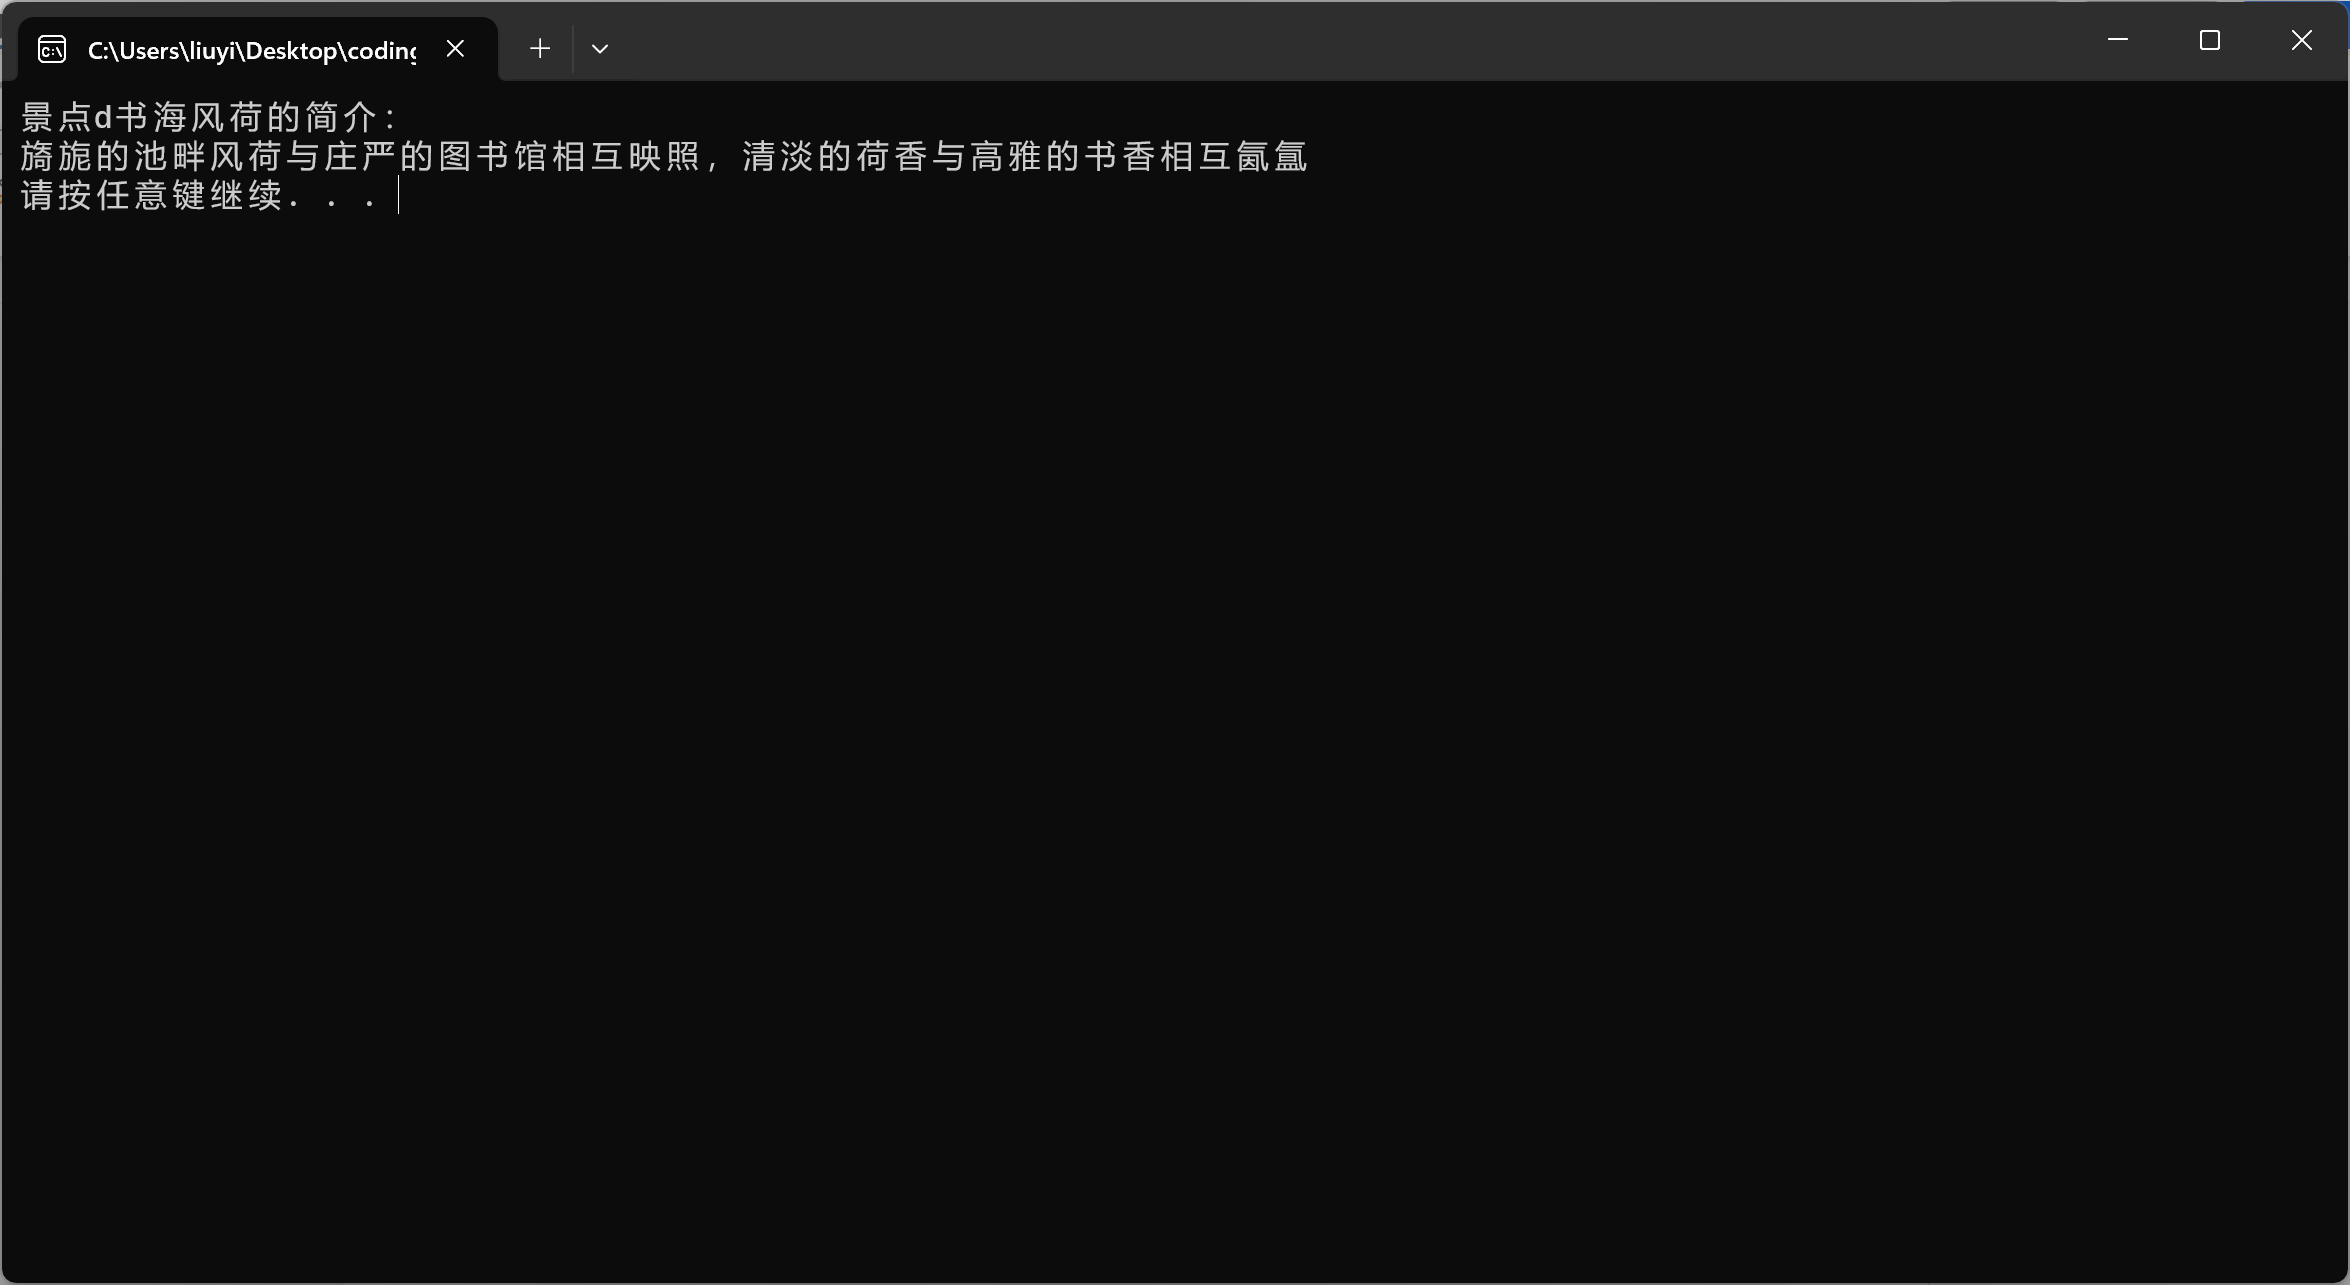 C:\Users\liuyi\Desktop\coding
景点d书海风荷的简介：
旖旎的池畔风荷与庄严的图书馆相互映照，清淡的荷香与高雅的书香相互氤氲
请按任意键继续. . .